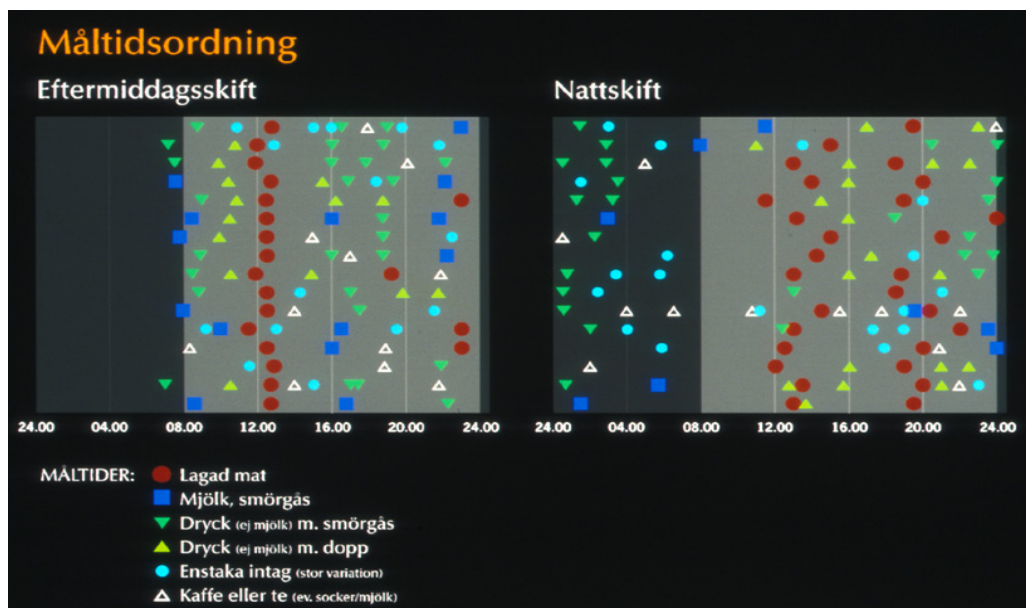 Måltidsordning
Eftermiddagsskift
Nattskift
24.00 04.00 08.00 12.00 16.00 20.00 24.00
24.00 04.00 08.00 12.00 16.00 20.00 24.00
MÅLTIDER: Lagad mat
Mjölk, smörgås
Dryck (ej mjölk) m. smörgås
Dryck (ej mjölk) m. dopp
Enstaka intag (stor variation)
Kaffe eller te (ev. socker/mjölk)